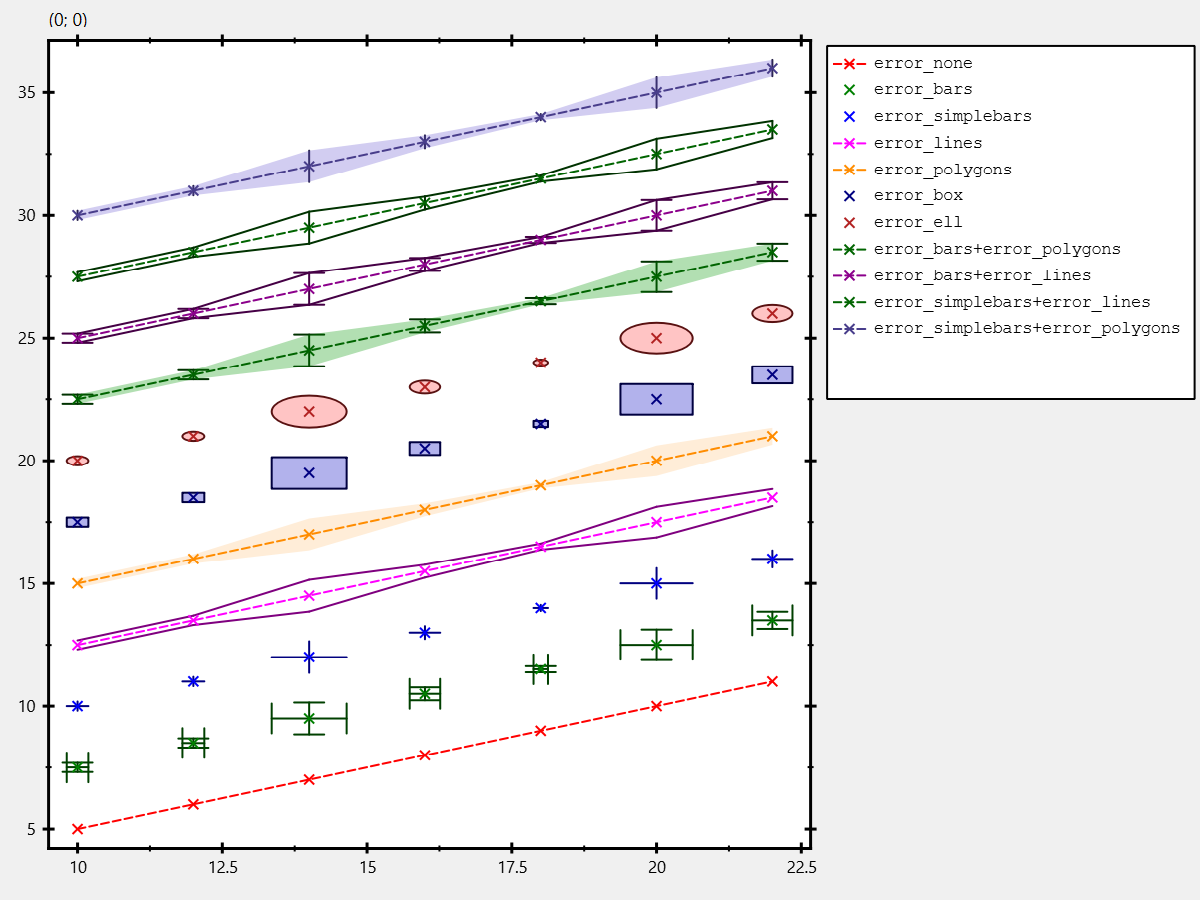 (0; 0)
35
30
25
20
15
10
5
10 12.5 15 17.5 20 22.5
error_none
error_bars
error_simplebars
error_lines
error_polygons
error_box
error_ell
error_bars+error_polygons
error_bars+error_lines
error_simplebars+error_lines
error_simplebars+error_polygons